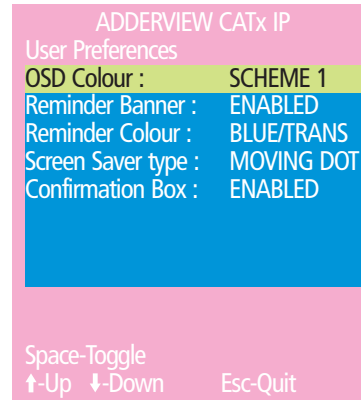 ADDERVIEW CATx IP
User Preferences
OSD Colour : SCHEME 1
Reminder Banner : ENABLED
Reminder Colour : BLUE/TRANS
Screen Saver type : MOVING DOT
Confirmation Box : ENABLED
Space-Toggle
⬆-Up ⬇-Down Esc-Quit